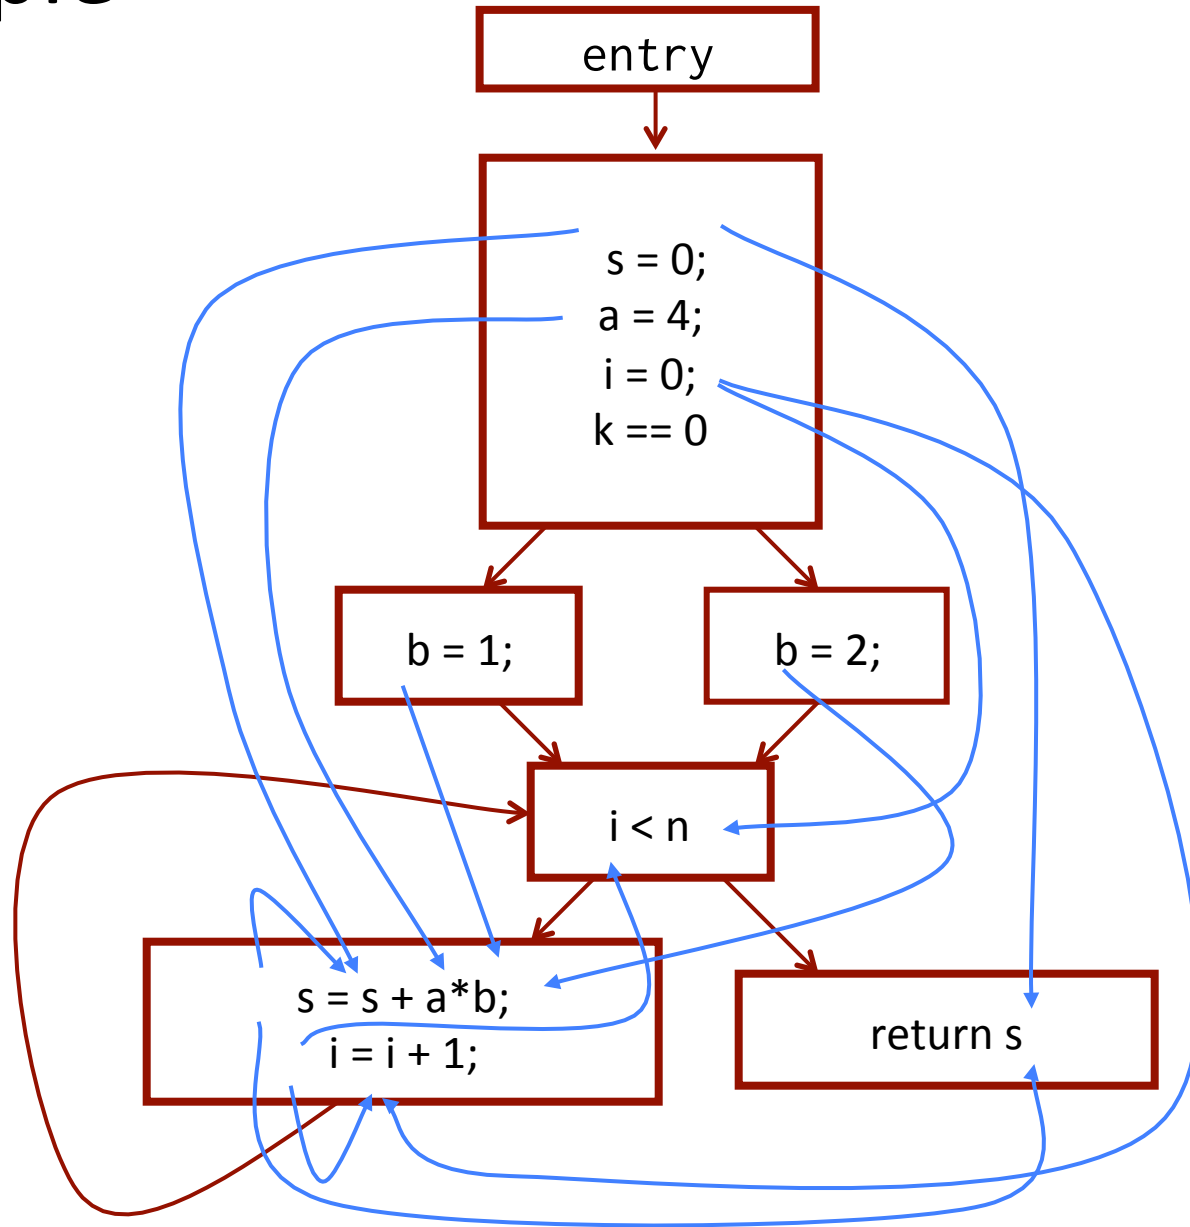 entry
s = 0;
a = 4;
i = 0;
k == 0
b = 1;
b = 2;
i < n
s = s + a*b;
i = i + 1;
return s